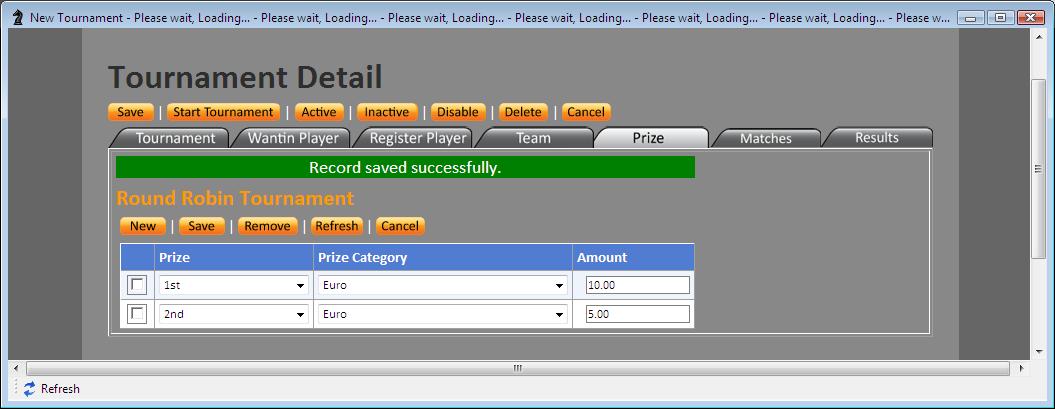 New Tournament - Please wait, Loading... - Please wait, Loading... - Please wait, Loading... - Please wait, Loading... - Please wait, Loading... - Please wait, Loading... - Please w...
Tournament Detail
Save | Start Tournament | Active | Inactive | Disable | Delete | Cancel
Tournament Wantin Player Register Player Team Prize Matches Results
Record saved successfully.
Round Robin Tournament
New | Save | Remove | Refresh | Cancel
Prize Prize Category Amount
1st Euro 10.00
2nd Euro 5.00
Refresh